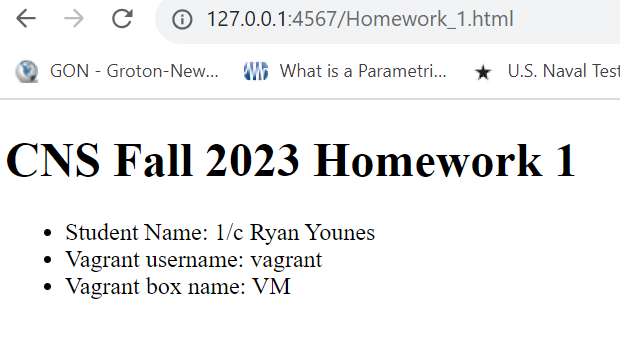 127.0.0.1:4567/Homework_1.html
GON - Groton-New... What is a Parametri... U.S. Naval Test
CNS Fall 2023 Homework 1
• Student Name: 1/c Ryan Younes
• Vagrant username: vagrant
• Vagrant box name: VM